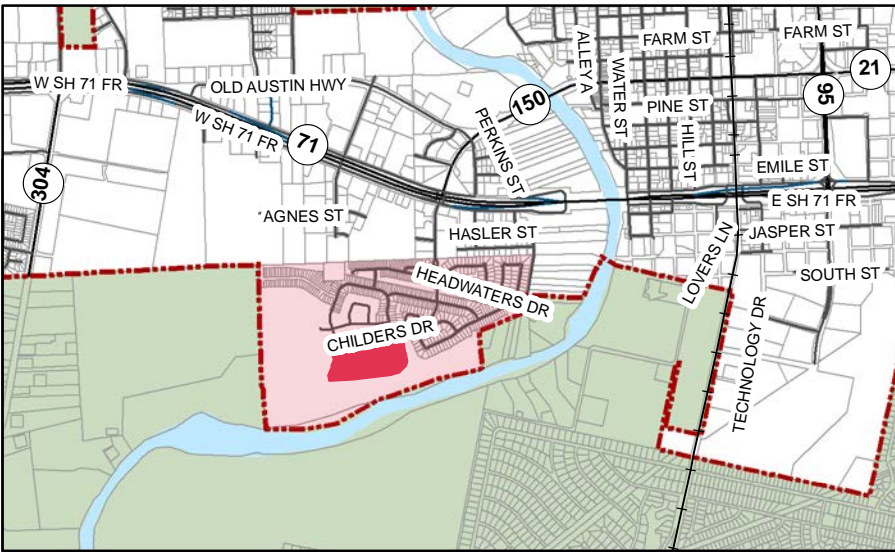 FARM ST
FARM ST
ALLEY A
WATER ST
W SH 71 FR
OLD AUSTIN HWY
21
95
150
PINE ST
W SH 71 FR
71
PERKINS ST
HILL ST
EMILE ST
304
E SH 71 FR
AGNES ST
HASLER ST
JASPER ST
LOVERS LN
HEADWATERS DR
SOUTH ST
CHILDERS DR
TECHNOLOGY DR